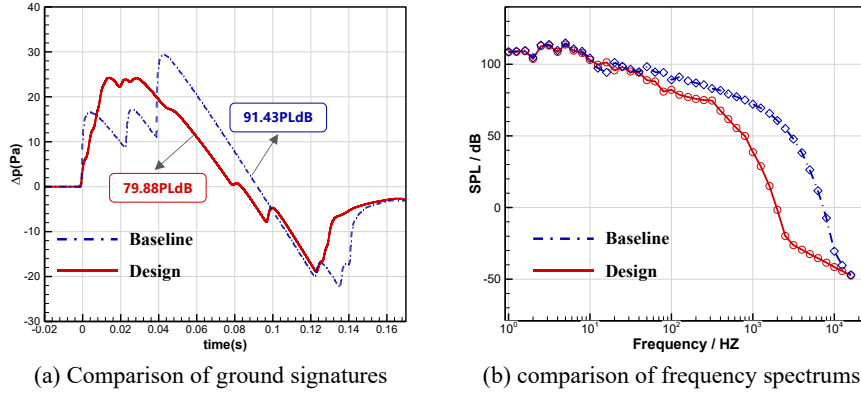 40
30
20
10
0
-10
-20
-30
Δp(Pa)
91.43PLdB
79.88PLdB
Baseline
Design
-0.02 0 0.02 0.04 0.06 0.08 0.1 0.12 0.14 0.16
time(s)
(a) Comparison of ground signatures
100
50
0
-50
SPL / dB
Baseline
Design
10^0 10^1 10^2 10^3 10^4
Frequency / HZ
(b) comparison of frequency spectrums